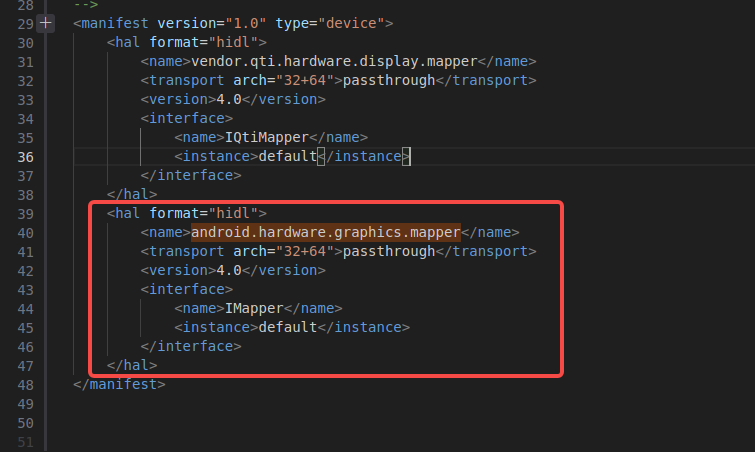 28 -->
29 + <manifest version="1.0" type="device">
30 <hal format="hidl">
31 <name>vendor.qti.hardware.display.mapper</name>
32 <transport arch="32+64">passthrough</transport>
33 <version>4.0</version>
34 <interface>
35 <name>IQtiMapper</name>
36 <instance>default</instance>
37 </interface>
38 </hal>
39 <hal format="hidl">
40 <name>android.hardware.graphics.mapper</name>
41 <transport arch="32+64">passthrough</transport>
42 <version>4.0</version>
43 <interface>
44 <name>IMapper</name>
45 <instance>default</instance>
46 </interface>
47 </hal>
48 </manifest>
49
50
51